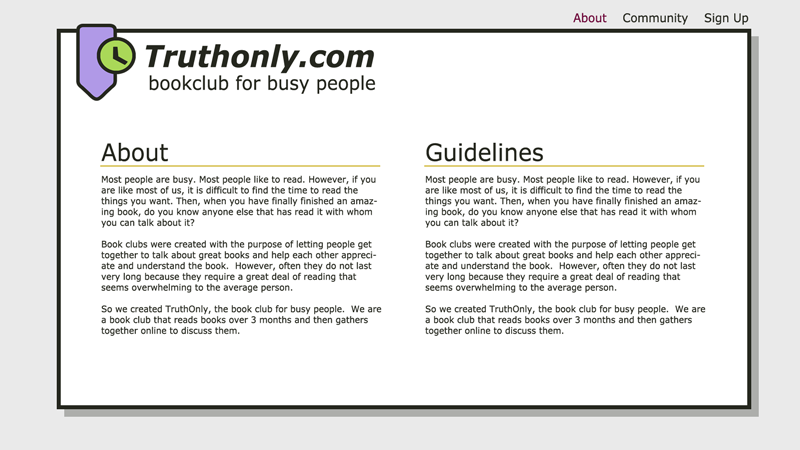 About Community Sign Up
Truthonly.com
bookclub for busy people
About
Most people are busy. Most people like to read. However, if you
are like most of us, it is difficult to find the time to read the
things you want. Then, when you have finally finished an amaz-
ing book, do you know anyone else that has read it with whom
you can talk about it?
Book clubs were created with the purpose of letting people get
together to talk about great books and help each other appreci-
ate and understand the book.  However, often they do not last
very long because they require a great deal of reading that
seems overwhelming to the average person.
So we created TruthOnly, the book club for busy people.  We are
a book club that reads books over 3 months and then gathers
together online to discuss them.
Guidelines
Most people are busy. Most people like to read. However, if you
are like most of us, it is difficult to find the time to read the
things you want. Then, when you have finally finished an amaz-
ing book, do you know anyone else that has read it with whom
you can talk about it?
Book clubs were created with the purpose of letting people get
together to talk about great books and help each other appreci-
ate and understand the book.  However, often they do not last
very long because they require a great deal of reading that
seems overwhelming to the average person.
So we created TruthOnly, the book club for busy people.  We are
a book club that reads books over 3 months and then gathers
together online to discuss them.